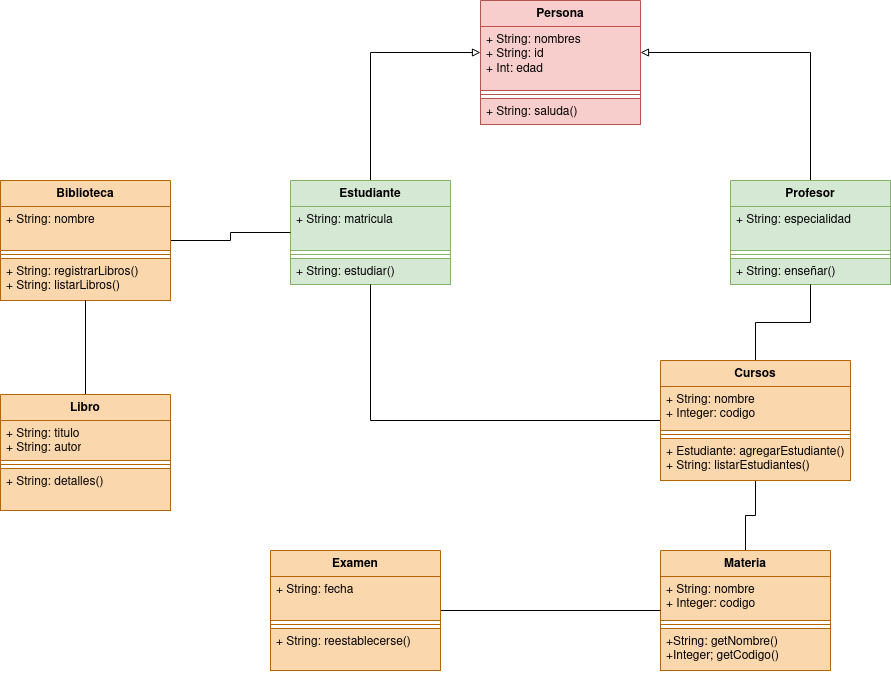 Persona
+ String: nombres
+ String: id
+ Int: edad
+ String: saluda()
Biblioteca
+ String: nombre
+ String: registrarLibros()
+ String: listarLibros()
Estudiante
+ String: matricula
+ String: estudiar()
Profesor
+ String: especialidad
+ String: enseñar()
Cursos
+ String: nombre
+ Integer: codigo
+ Estudiante: agregarEstudiante()
+ String: listarEstudiantes()
Libro
+ String: titulo
+ String: autor
+ String: detalles()
Examen
+ String: fecha
+ String: reestablecerse()
Materia
+ String: nombre
+ Integer: codigo
+String: getNombre()
+Integer; getCodigo()